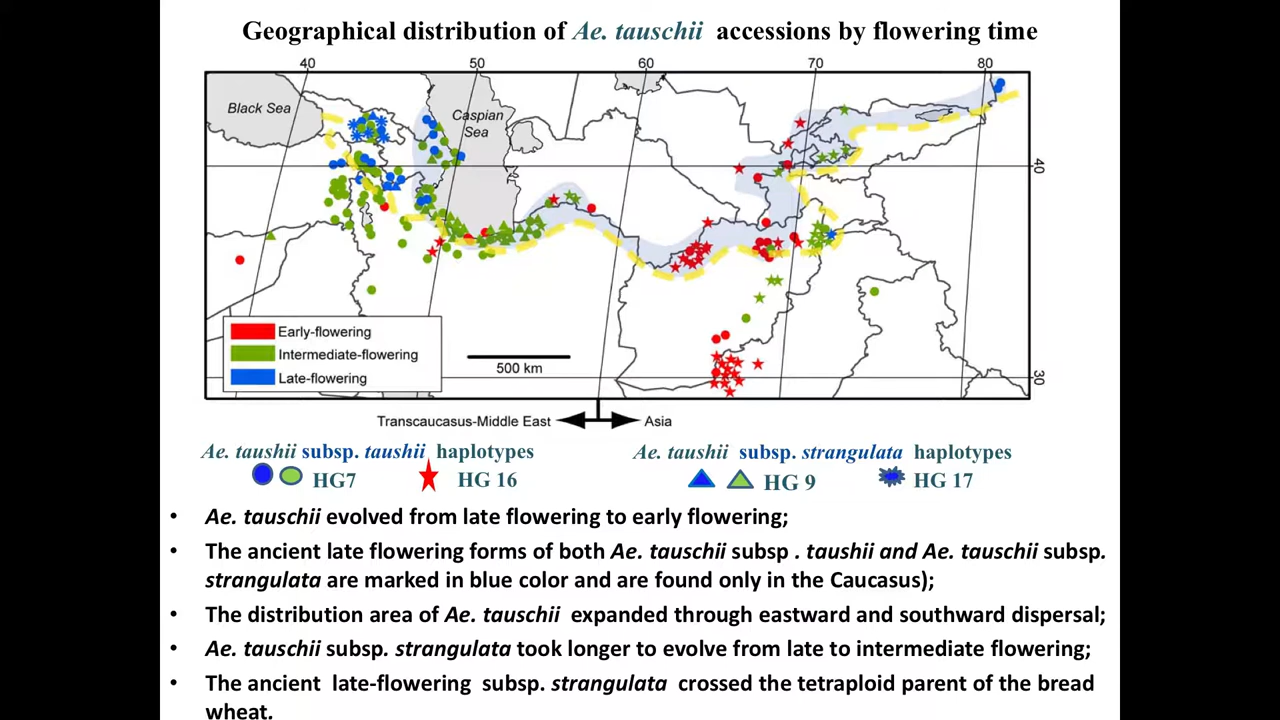 Geographical distribution of Ae. tauschii accessions by flowering time
40 50 60 70 80
Black Sea
Caspian
Sea
40
30
Early-flowering
Intermediate-flowering
Late-flowering
500 km
Transcaucasus-Middle East Asia
Ae. taushii subsp. taushii haplotypes
HG7 HG 16
Ae. taushii subsp. strangulata haplotypes
HG 9 HG 17
• Ae. tauschii evolved from late flowering to early flowering;
• The ancient late flowering forms of both Ae. tauschii subsp . taushii and Ae. tauschii subsp.
strangulata are marked in blue color and are found only in the Caucasus);
• The distribution area of Ae. tauschii expanded through eastward and southward dispersal;
• Ae. tauschii subsp. strangulata took longer to evolve from late to intermediate flowering;
• The ancient late-flowering subsp. strangulata crossed the tetraploid parent of the bread
wheat.